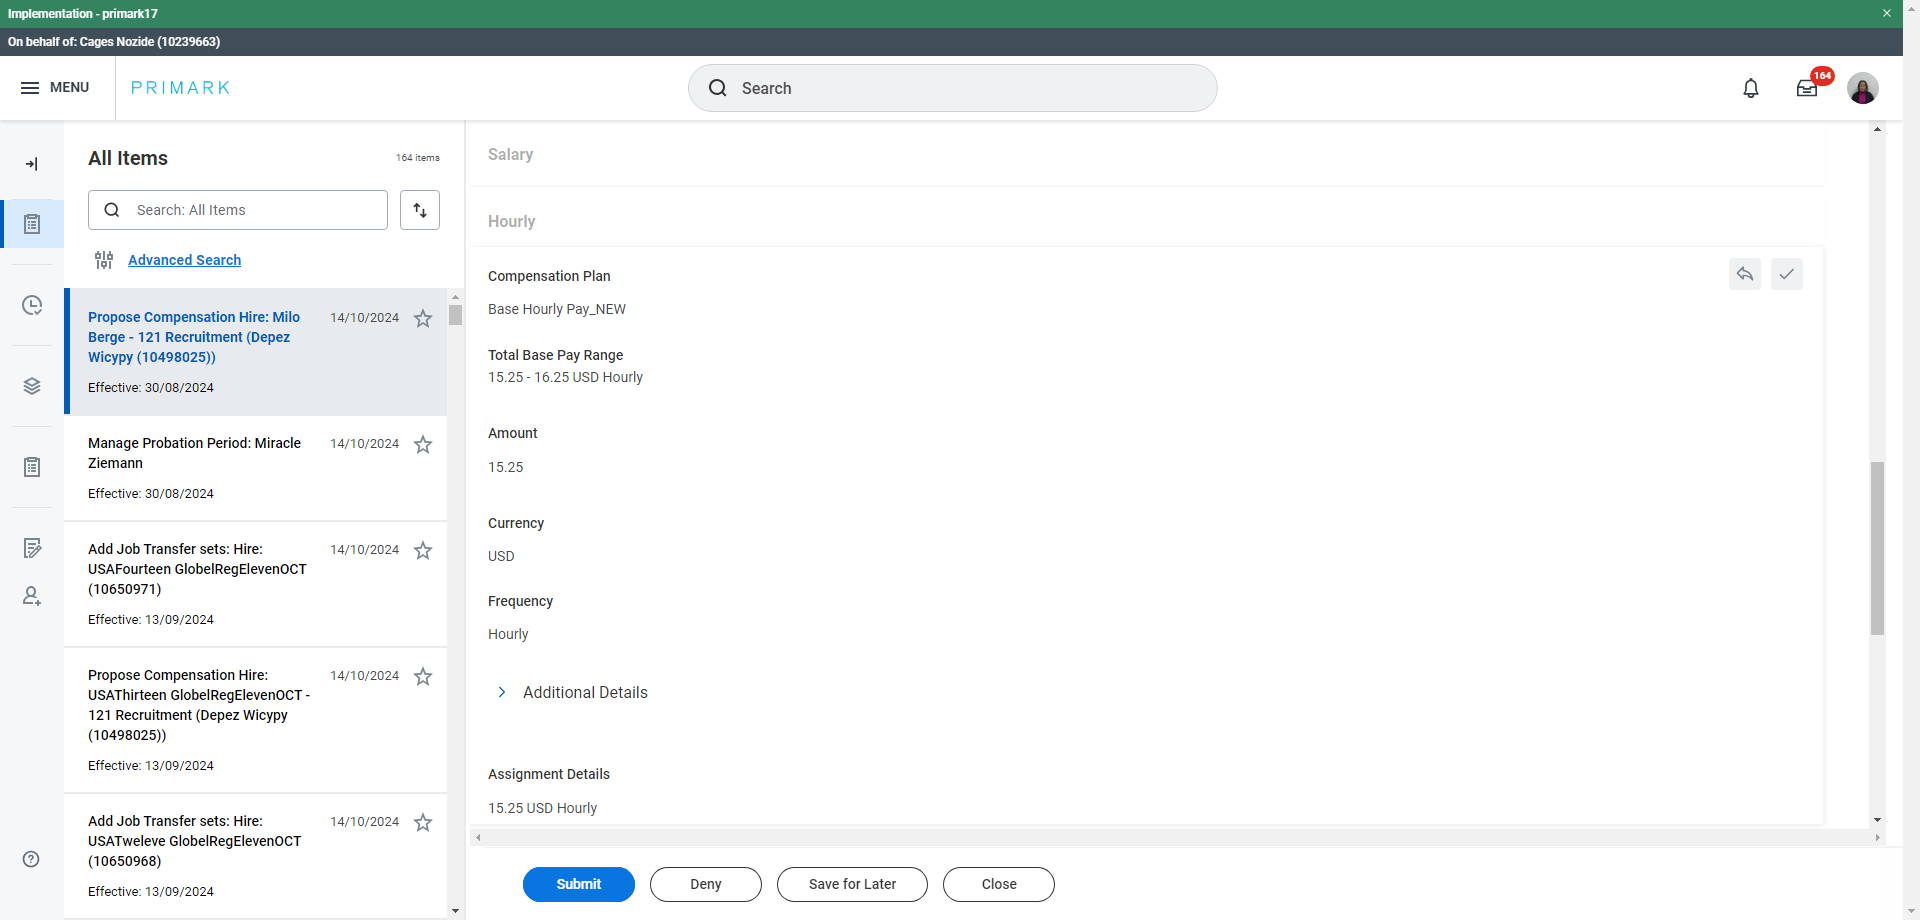 Implementation - primark17
On behalf of: Cages Nozide (10239663)
MENU
PRIMARK
Search
164
All Items
164 items
Search: All Items
Advanced Search
Propose Compensation Hire: Milo
Berge - 121 Recruitment (Depez
Wicypy (10498025))
14/10/2024
Effective: 30/08/2024
Manage Probation Period: Miracle
Ziemann
14/10/2024
Effective: 30/08/2024
Add Job Transfer sets: Hire:
USAFourteen GlobelRegElevenOCT
(10650971)
14/10/2024
Effective: 13/09/2024
Propose Compensation Hire:
USAThirteen GlobelRegElevenOCT -
121 Recruitment (Depez Wicypy
(10498025))
14/10/2024
Effective: 13/09/2024
Add Job Transfer sets: Hire:
USATweleve GlobelRegElevenOCT
(10650968)
14/10/2024
Effective: 13/09/2024
Salary
Hourly
Compensation Plan
Base Hourly Pay_NEW
Total Base Pay Range
15.25 - 16.25 USD Hourly
Amount
15.25
Currency
USD
Frequency
Hourly
Additional Details
Assignment Details
15.25 USD Hourly
Submit
Deny
Save for Later
Close